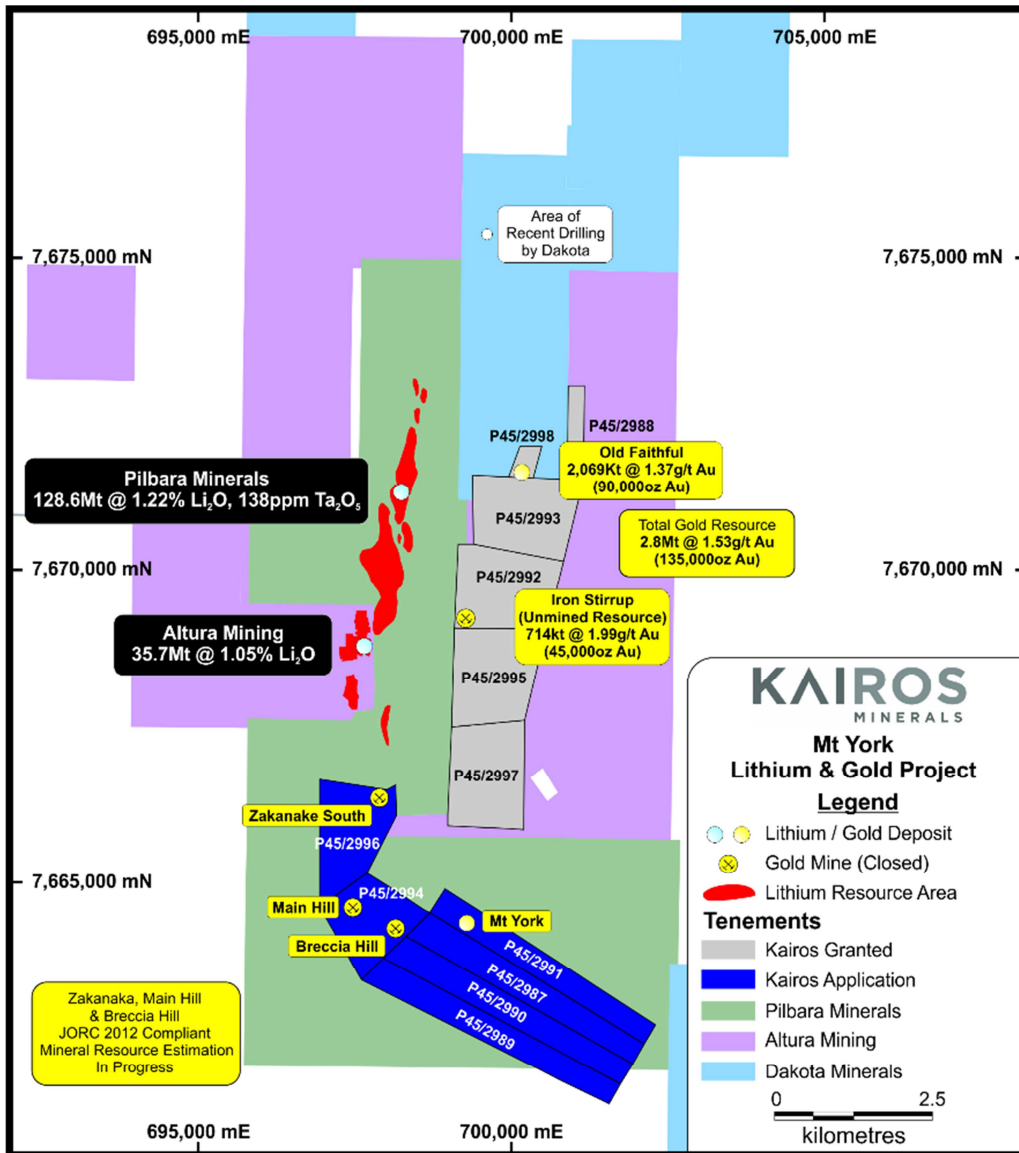 695,000 mE
700,000 mE
705,000 mE
Area of
Recent Drilling
by Dakota
7,675,000 mN
7,675,000 mN
P45/2988
P45/2998
Old Faithful
2,069Kt @ 1.37g/t Au
(90,000oz Au)
Pilbara Minerals
128.6Mt @ 1.22% Li₂O, 138ppm Ta₂O₅
P45/2993
Total Gold Resource
2.8Mt @ 1.53g/t Au
(135,000oz Au)
7,670,000 mN
7,670,000 mN
P45/2992
Iron Stirrup
(Unmined Resource)
714kt @ 1.99g/t Au
(45,000oz Au)
Altura Mining
35.7Mt @ 1.05% Li₂O
P45/2995
P45/2997
Zakanake South
P45/2996
7,665,000 mN
P45/2994
Main Hill
Breccia Hill
Mt York
P45/2991
P45/2987
P45/2990
P45/2989
Zakanaka, Main Hill
& Breccia Hill
JORC 2012 Compliant
Mineral Resource Estimation
In Progress
KAIROS
MINERALS
Mt York
Lithium & Gold Project
Legend
Lithium / Gold Deposit
Gold Mine (Closed)
Lithium Resource Area
Tenements
Kairos Granted
Kairos Application
Pilbara Minerals
Altura Mining
Dakota Minerals
0 2.5
kilometres
695,000 mE
700,000 mE